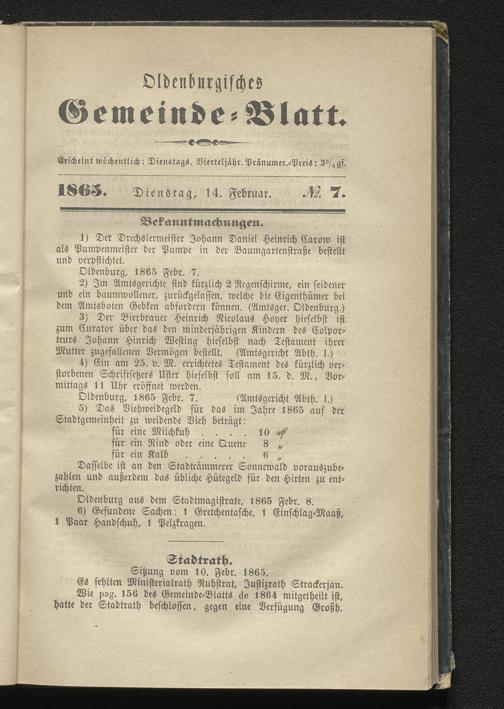 Oldenburgisches
Gemeinde-Blatt.
Erscheint wöchentlich: Dienstags. Vierteljähr. Pränumer.-Preis: 3¾ gſ.
1865. Dienstag, 14. Februar. № 7.
Bekanntmachungen.
1) Der Drechslermeister Johann Daniel Heinrich Carow ist
als Pumpenmeister der Pumpe in der Baumgartenstraße bestellt
und verpflichtet.
Oldenburg, 1865 Febr. 7.
2) Im Amtsgerichte sind kürzlich 2 Regenschirme, ein seidener
und ein baumwollener, zurückgelassen, welche die Eigenthümer bei
dem Amtsboten Gebken abfordern können. (Amtsger. Oldenburg.)
3) Der Bierbrauer Heinrich Nicolaus Hoyer hieselbst ist
zum Curator über das den minderjährigen Kindern des Colpor-
teurs Johann Hinrich Westing hieselbst nach Testament ihrer
Mutter zugefallenen Vermögen bestellt. (Amtsgericht Abth. I.)
4) Ein am 25. v. M. errichtetes Testament des kürzlich ver-
storbenen Schriftsetzers Uster hieselbst soll am 15. d. M., Vor-
mittags 11 Uhr eröffnet werden.
Oldenburg, 1865 Febr. 7. (Amtsgericht Abth. I.)
5) Das Viehweidegeld für das im Jahre 1865 auf der
Stadtgemeinheit zu weidende Vieh beträgt:
für eine Milchkuh . . . . 10 ₰
für ein Rind oder eine Quene 8 „
für ein Kalb . . . . . 6 „
Dasselbe ist an den Stadtkämmerer Sonnewald vorauszube-
zahlen und außerdem das übliche Hütegeld für den Hirten zu ent-
richten.
Oldenburg aus dem Stadtmagistrate, 1865 Febr. 8.
6) Gefundene Sachen: 1 Gretchentasche, 1 Einschlag-Maaß,
1 Paar Handschuh, 1 Pelzkragen.
Stadtrath.
Sitzung vom 10. Febr. 1865.
Es fehlten Ministerialrath Ruhstrat, Justizrath Strackerjan.
Wie pag. 156 des Gemeinde-Blatts de 1864 mitgetheilt ist,
hatte der Stadtrath beschlossen, gegen eine Verfügung Großh.